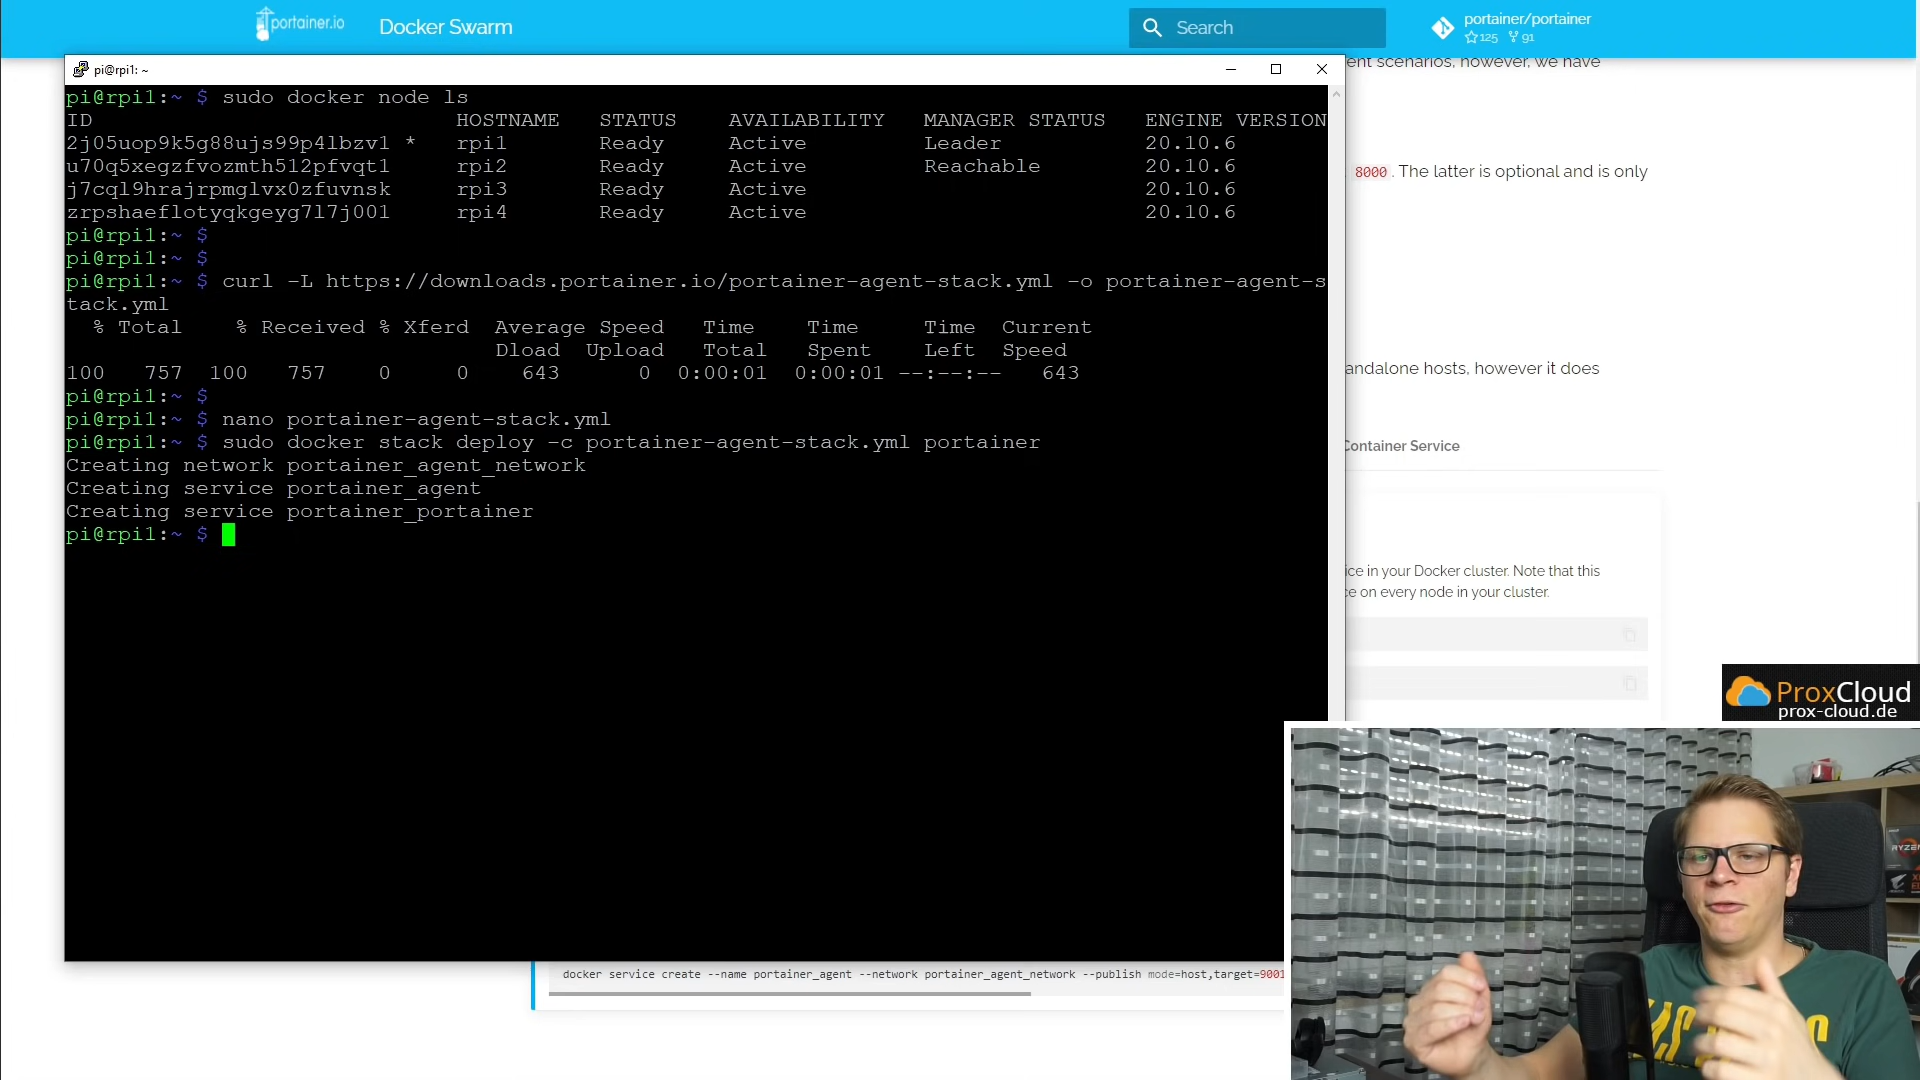 portainer.io
Docker Swarm
Search
portainer/portainer
125 91
pi@rpi1: ~
ent scenarios, however, we have
8000. The latter is optional and is only
andalone hosts, however it does
Container Service
ice in your Docker cluster. Note that this
ce on every node in your cluster.
pi@rpi1:~ $ sudo docker node ls
ID HOSTNAME STATUS AVAILABILITY MANAGER STATUS ENGINE VERSION
2j05uop9k5g88ujs99p4lbzv1 * rpi1 Ready Active Leader 20.10.6
u70q5xegzfvozmth512pfvqt1 rpi2 Ready Active Reachable 20.10.6
j7cql9hrajrpmglvx0zfuvnsk rpi3 Ready Active 20.10.6
zrpshaeflotyqkgeyg7l7j001 rpi4 Ready Active 20.10.6
pi@rpi1:~ $
pi@rpi1:~ $
pi@rpi1:~ $ curl -L https://downloads.portainer.io/portainer-agent-stack.yml -o portainer-agent-s
tack.yml
% Total % Received % Xferd Average Speed Time Time Time Current
Dload Upload Total Spent Left Speed
100 757 100 757 0 0 643 0 0:00:01 0:00:01 --:--:-- 643
pi@rpi1:~ $
pi@rpi1:~ $ nano portainer-agent-stack.yml
pi@rpi1:~ $ sudo docker stack deploy -c portainer-agent-stack.yml portainer
Creating network portainer_agent_network
Creating service portainer_agent
Creating service portainer_portainer
pi@rpi1:~ $
docker service create --name portainer_agent --network portainer_agent_network --publish mode=host,target=9001
ProxCloud
prox-cloud.de
RYZEN